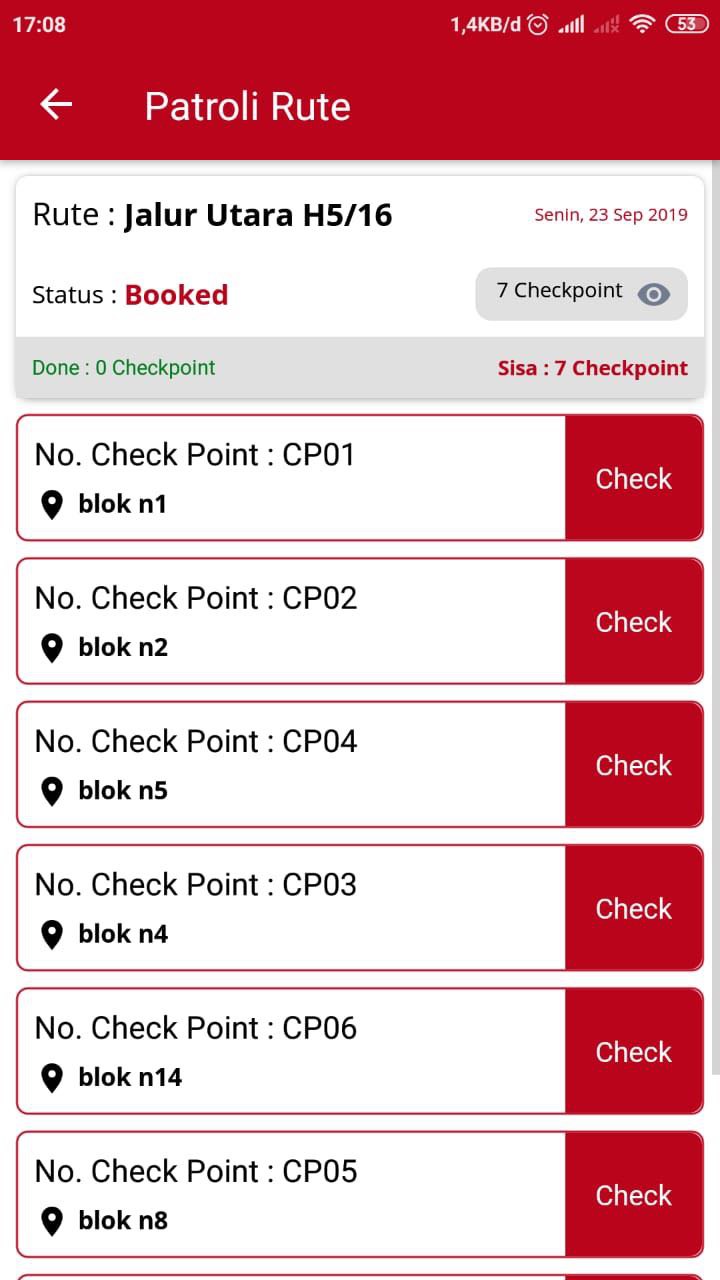 17:08 1,4KB/d 53
Patroli Rute
Rute : Jalur Utara H5/16 Senin, 23 Sep 2019
Status : Booked 7 Checkpoint
Done : 0 Checkpoint Sisa : 7 Checkpoint
No. Check Point : CP01
Check
blok n1
No. Check Point : CP02
Check
blok n2
No. Check Point : CP04
Check
blok n5
No. Check Point : CP03
Check
blok n4
No. Check Point : CP06
Check
blok n14
No. Check Point : CP05
Check
blok n8